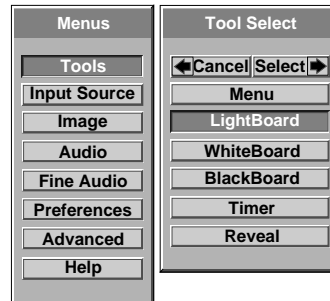 Menus
Tools
Input Source
Image
Audio
Fine Audio
Preferences
Advanced
Help
Tool Select
Cancel Select
Menu
LightBoard
WhiteBoard
BlackBoard
Timer
Reveal